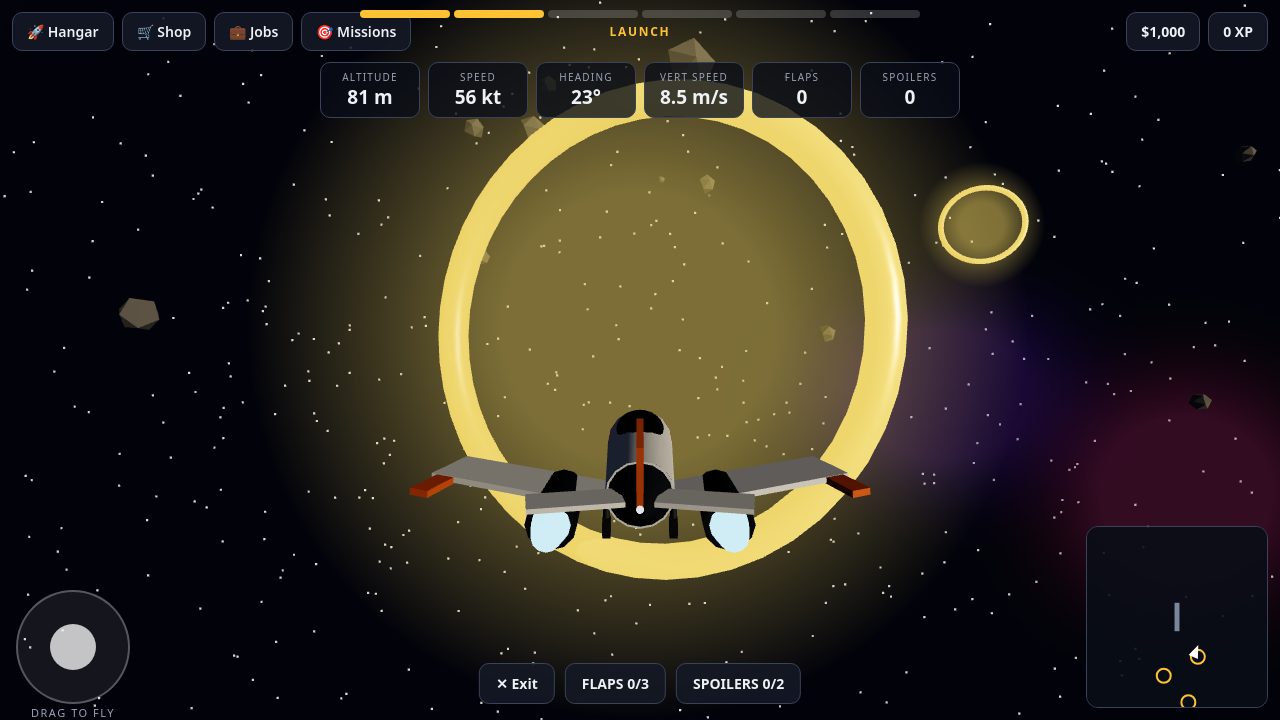 🚀 Hangar
🛒 Shop
💼 Jobs
🎯 Missions
LAUNCH
$1,000
0 XP
ALTITUDE
81 m
SPEED
56 kt
HEADING
23°
VERT SPEED
8.5 m/s
FLAPS
0
SPOILERS
0
✕ Exit
FLAPS 0/3
SPOILERS 0/2
DRAG TO FLY